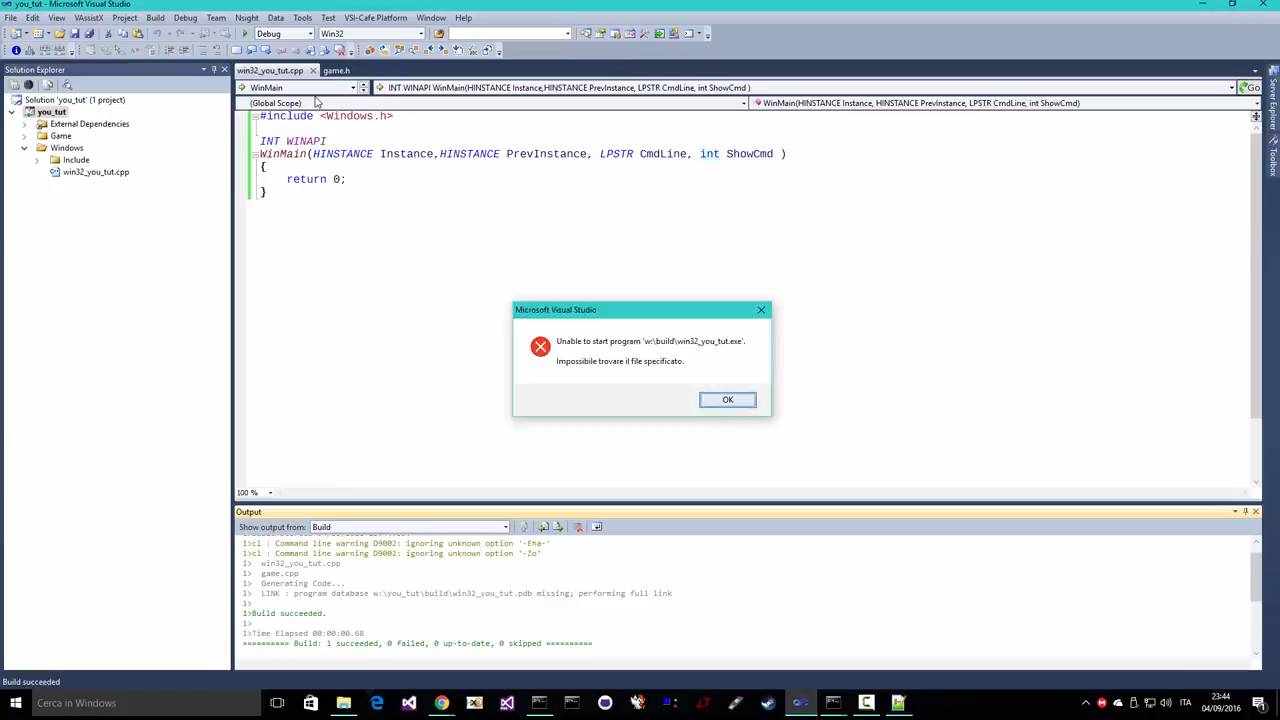 you_tut - Microsoft Visual Studio
File Edit View VAssistX Project Build Debug Team Insight Data Tools Test VSI-Cafe Platform Window Help
Debug Win32
Solution Explorer
win32_you_tut.cpp game.h
WinMain INT WINAPI WinMain(HINSTANCE Instance,HINSTANCE PrevInstance, LPSTR CmdLine, int ShowCmd ) Go
(Global Scope) WinMain(HINSTANCE Instance, HINSTANCE PrevInstance, LPSTR CmdLine, int ShowCmd)
Solution 'you_tut' (1 project)
you_tut
External Dependencies
Game
Windows
Include
win32_you_tut.cpp
#include <Windows.h>
INT WINAPI
WinMain(HINSTANCE Instance,HINSTANCE PrevInstance, LPSTR CmdLine, int ShowCmd )
{
return 0;
}
Server Explorer
Toolbox
Microsoft Visual Studio
Unable to start program 'w:\build\win32_you_tut.exe'.
Impossibile trovare il file specificato.
OK
100 %
Output
Show output from: Build
1>cl : Command line warning D9002: ignoring unknown option '-Eha-'
1>cl : Command line warning D9002: ignoring unknown option '-Zo'
1> win32_you_tut.cpp
1> game.cpp
1> Generating Code...
1> LINK : program database w:\you_tut\build\win32_you_tut.pdb missing; performing full link
1>
1>Build succeeded.
1>
1>Time Elapsed 00:00:00.68
========== Build: 1 succeeded, 0 failed, 0 up-to-date, 0 skipped ==========
Build succeeded
Cerca in Windows
ITA
23:44
04/09/2016